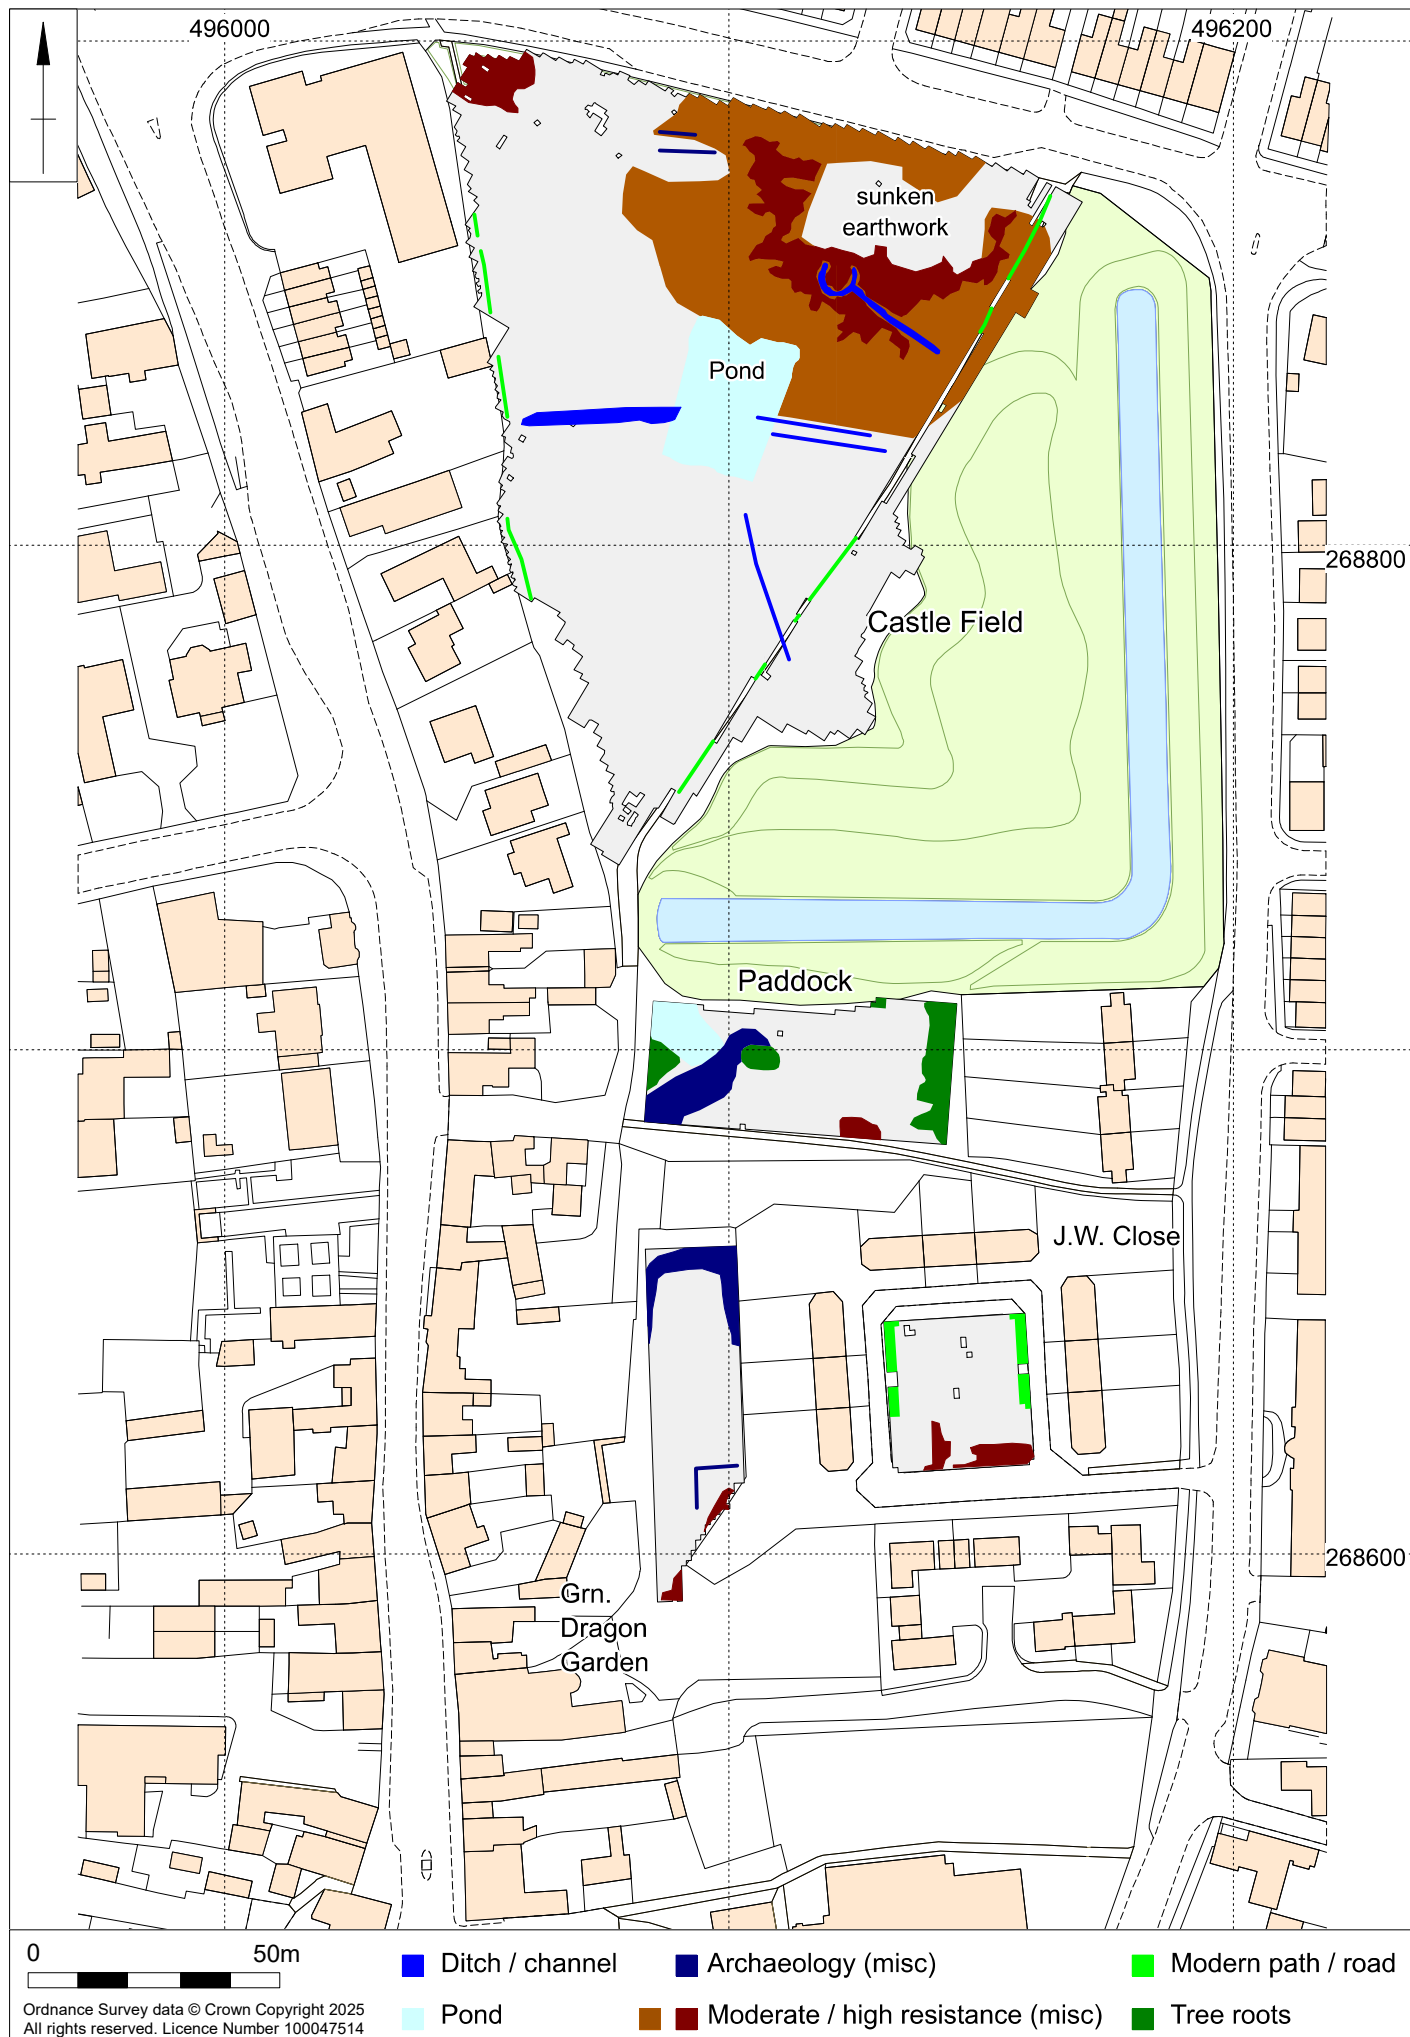 496000
496200
sunken
earthwork
Pond
268800
Castle Field
Paddock
J.W. Close
268600
Grn.
Dragon
Garden
0 50m
Ordnance Survey data © Crown Copyright 2025
All rights reserved. Licence Number 100047514
Ditch / channel
Archaeology (misc)
Modern path / road
Pond
Moderate / high resistance (misc)
Tree roots